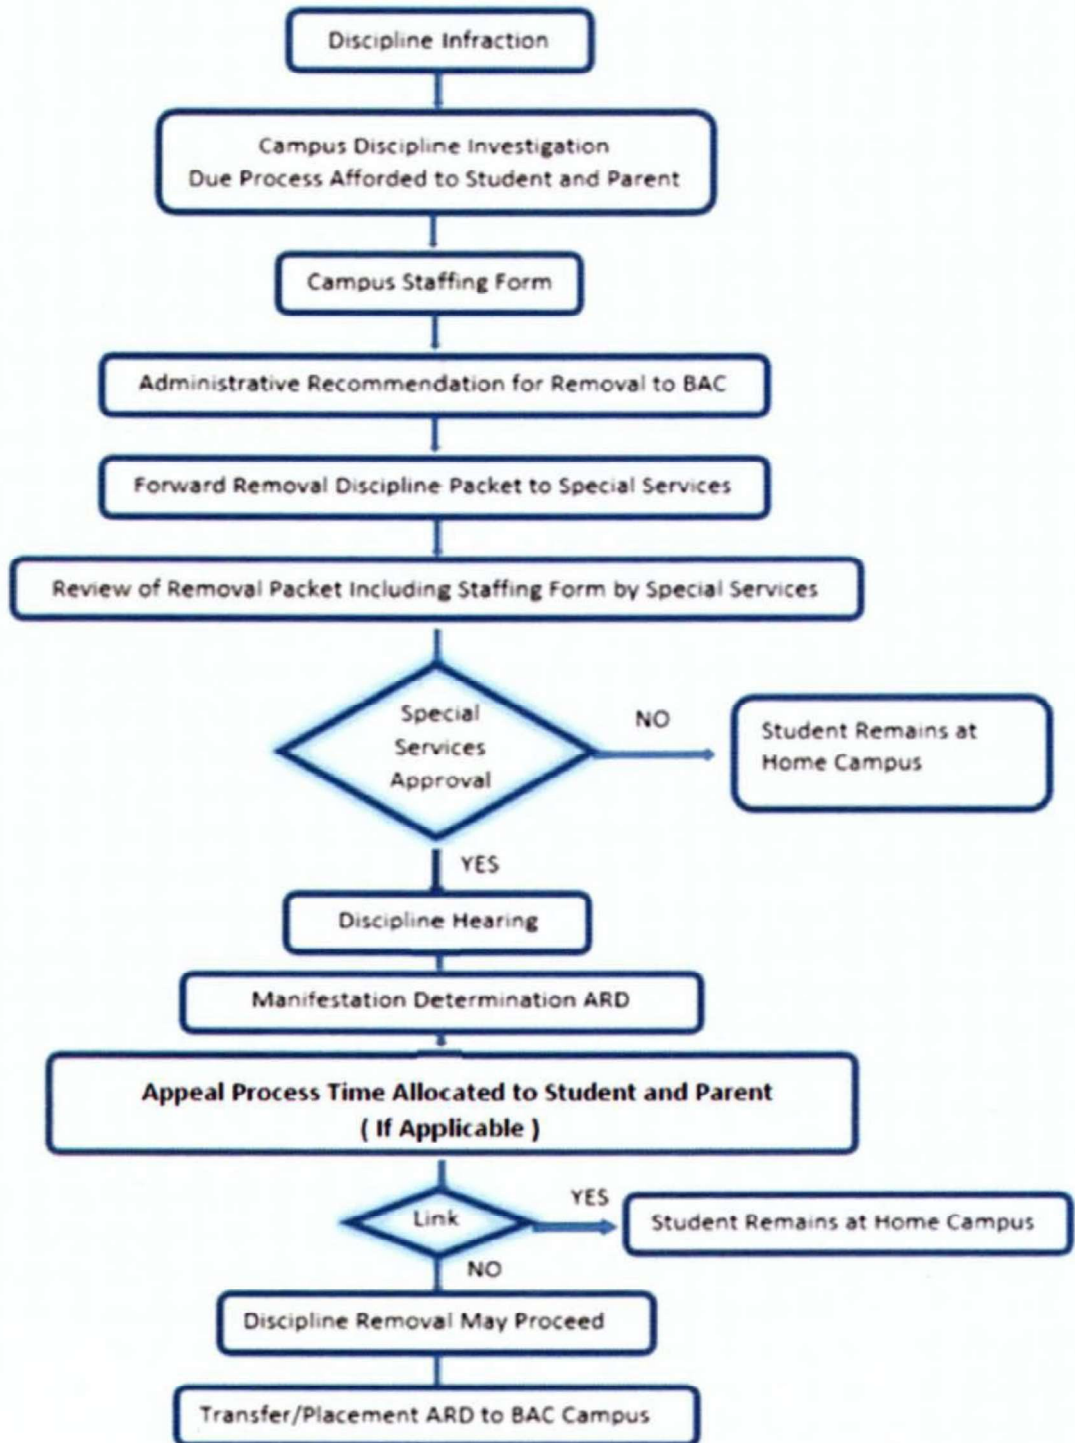 Discipline Infraction
Campus Discipline Investigation
Due Process Afforded to Student and Parent
Campus Staffing Form
Administrative Recommendation for Removal to BAC
Forward Removal Discipline Packet to Special Services
Review of Removal Packet Including Staffing Form by Special Services
Special
Services
Approval
NO
Student Remains at
Home Campus
YES
Discipline Hearing
Manifestation Determination ARD
Appeal Process Time Allocated to Student and Parent
( If Applicable )
Link
YES
Student Remains at Home Campus
NO
Discipline Removal May Proceed
Transfer/Placement ARD to BAC Campus